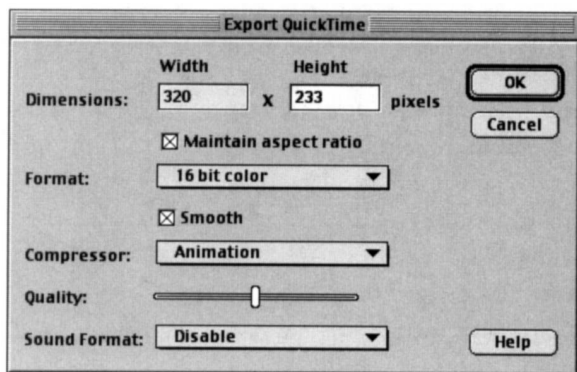 Export QuickTime
Width Height
Dimensions: 320 x 233 pixels
OK
Cancel
Maintain aspect ratio
Format: 16 bit color
Smooth
Compressor: Animation
Quality:
Sound Format: Disable
Help